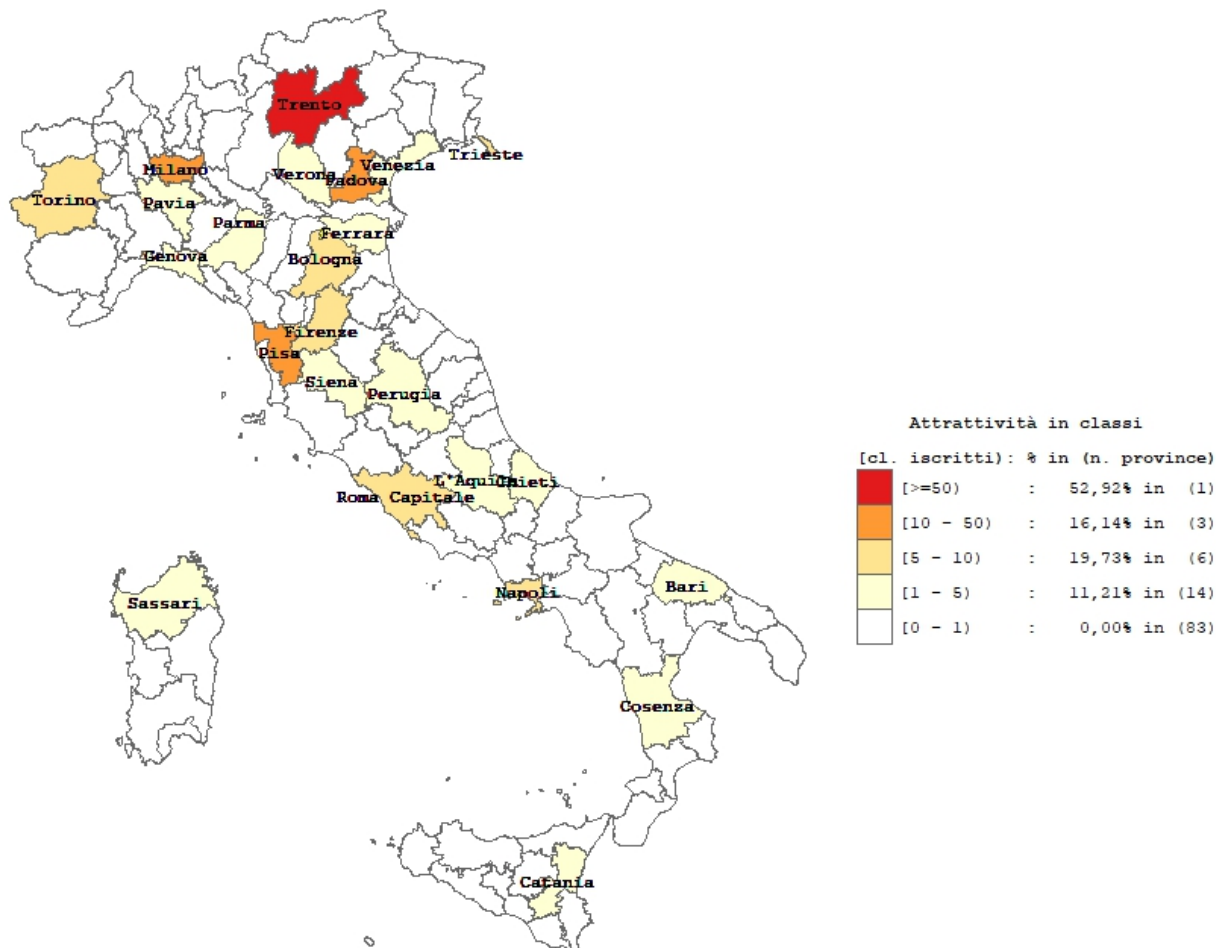 Trento
Trieste
Venezia
Milano
Verona
Padova
Torino
Pavia
Parma
Ferrara
Genova
Bologna
Firenze
Pisa
Siena
Perugia
L'Aquila
Chieti
Roma Capitale
Napoli
Bari
Sassari
Cosenza
Catania
Attrattività in classi
[cl. iscritti): % in (n. province)
[>=50) : 52,92% in (1)
[10 - 50) : 16,14% in (3)
[5 - 10) : 19,73% in (6)
[1 - 5) : 11,21% in (14)
[0 - 1) : 0,00% in (83)